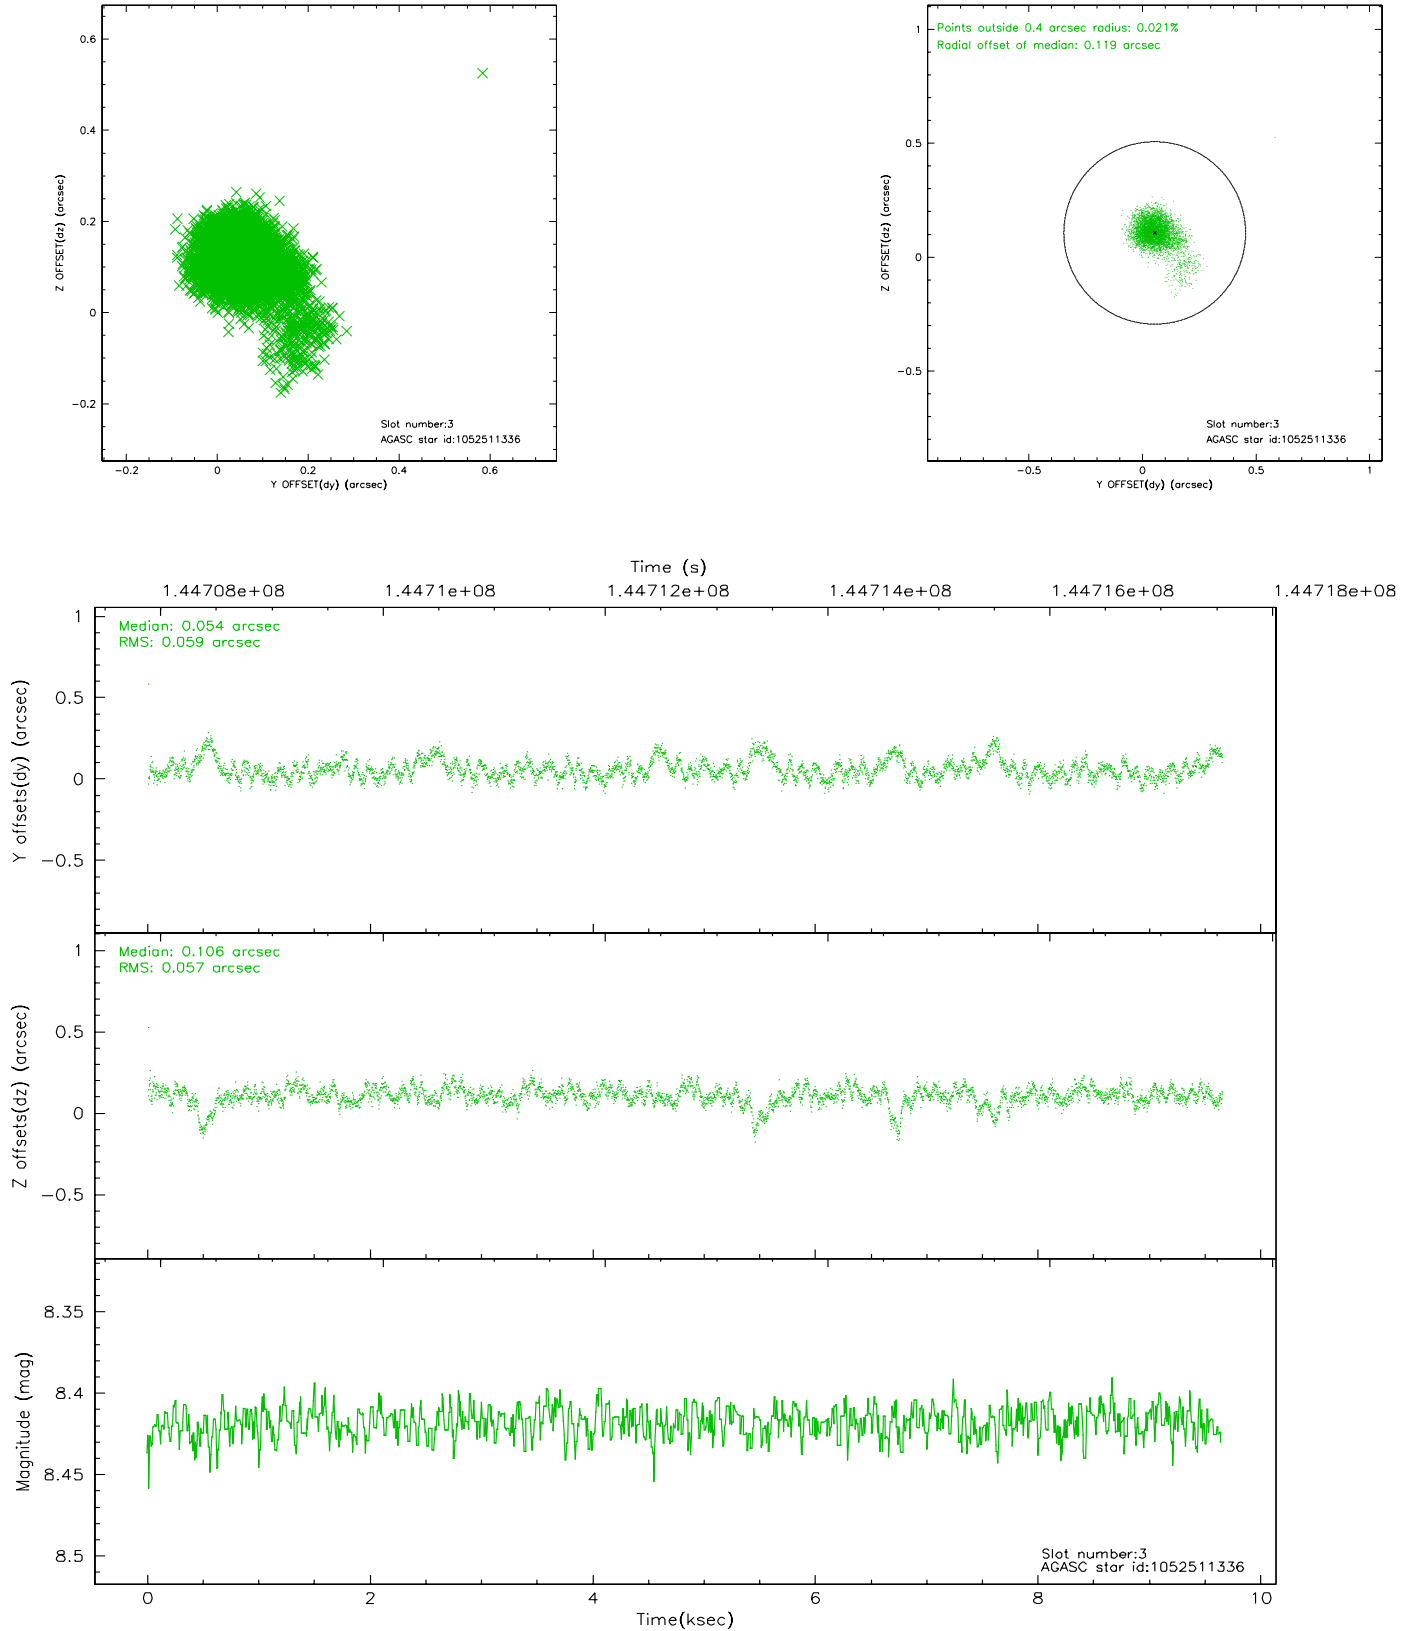 0.6
0.4
0.2
0
−0.2
Z OFFSET(dz) (arcsec)
Slot number:3
AGASC star id:1052511336
−0.2 0 0.2 0.4 0.6
Y OFFSET(dy) (arcsec)
Points outside 0.4 arcsec radius: 0.021%
Radial offset of median: 0.119 arcsec
1
0.5
0
−0.5
Z OFFSET(dz) (arcsec)
Slot number:3
AGASC star id:1052511336
−0.5 0 0.5 1
Y OFFSET(dy) (arcsec)
Time (s)
1.44708e+08 1.4471e+08 1.44712e+08 1.44714e+08 1.44716e+08 1.44718e+08
Median: 0.054 arcsec
RMS: 0.059 arcsec
1
0.5
0
−0.5
Y offsets(dy) (arcsec)
Median: 0.106 arcsec
RMS: 0.057 arcsec
1
0.5
0
−0.5
Z offsets(dz) (arcsec)
8.35
8.4
8.45
8.5
Magnitude (mag)
Slot number:3
AGASC star id:1052511336
0 2 4 6 8 10
Time(ksec)